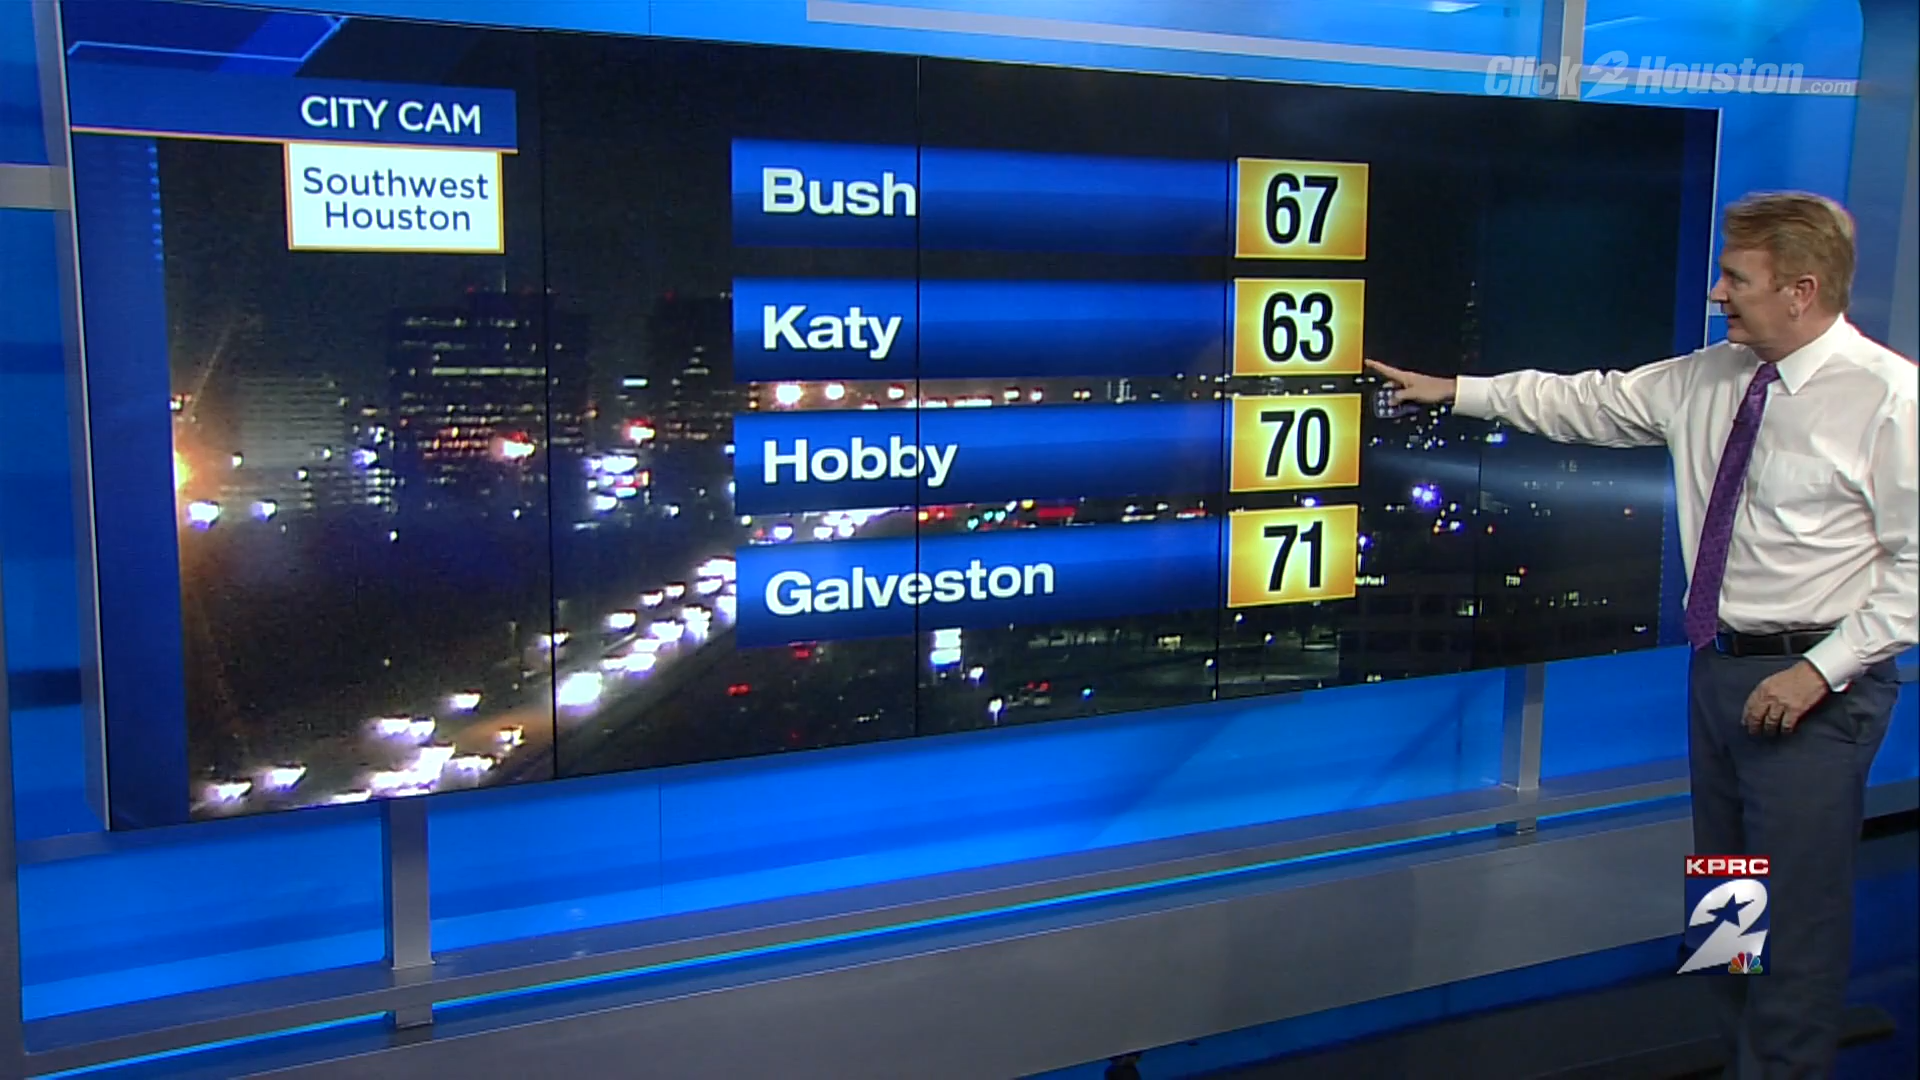 Click2Houston.com
CITY CAM
Southwest
Houston
Bush 67
Katy 63
Hobby 70
Galveston 71
KPRC
2